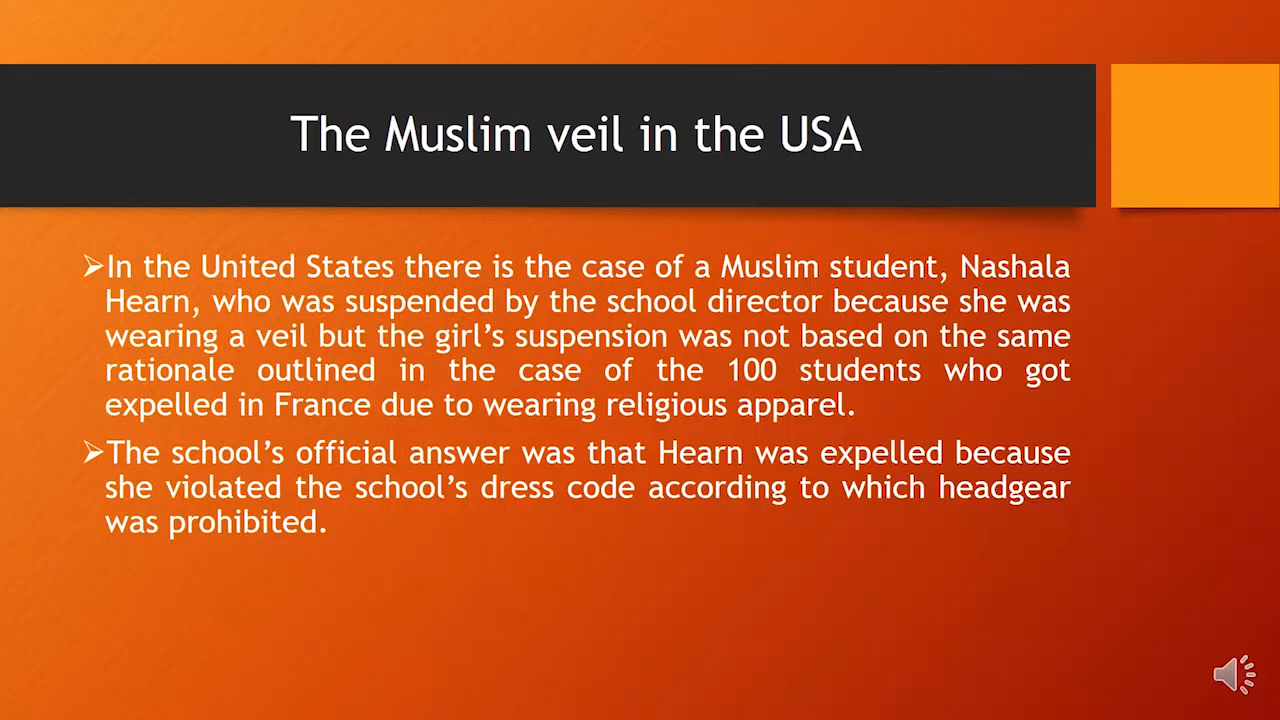 The Muslim veil in the USA
➢In the United States there is the case of a Muslim student, Nashala
Hearn, who was suspended by the school director because she was
wearing a veil but the girl’s suspension was not based on the same
rationale outlined in the case of the 100 students who got
expelled in France due to wearing religious apparel.
➢The school’s official answer was that Hearn was expelled because
she violated the school’s dress code according to which headgear
was prohibited.